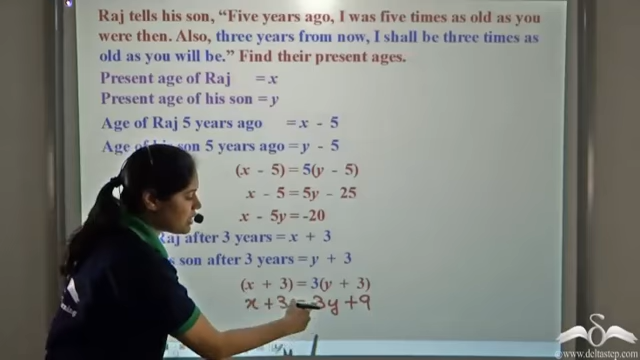 Raj tells his son, “Five years ago, I was five times as old as you
were then. Also, three years from now, I shall be three times as
old as you will be.” Find their present ages.
Present age of Raj = x
Present age of his son = y
Age of Raj 5 years ago = x - 5
Age of son 5 years ago = y - 5
(x - 5) = 5(y - 5)
x - 5 = 5y - 25
x - 5y = -20
Raj after 3 years = x + 3
son after 3 years = y + 3
(x + 3) = 3(y + 3)
x + 3 = 3y + 9
www.deltastep.com